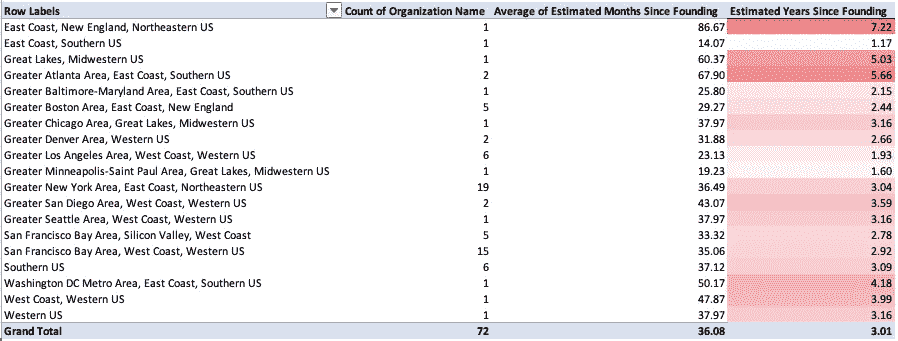 Row Labels Count of Organization Name Average of Estimated Months Since Founding Estimated Years Since Founding
East Coast, New England, Northeastern US 1 86.67 7.22
East Coast, Southern US 1 14.07 1.17
Great Lakes, Midwestern US 1 60.37 5.03
Greater Atlanta Area, East Coast, Southern US 2 67.90 5.66
Greater Baltimore-Maryland Area, East Coast, Southern US 1 25.80 2.15
Greater Boston Area, East Coast, New England 5 29.27 2.44
Greater Chicago Area, Great Lakes, Midwestern US 1 37.97 3.16
Greater Denver Area, Western US 2 31.88 2.66
Greater Los Angeles Area, West Coast, Western US 6 23.13 1.93
Greater Minneapolis-Saint Paul Area, Great Lakes, Midwestern US 1 19.23 1.60
Greater New York Area, East Coast, Northeastern US 19 36.49 3.04
Greater San Diego Area, West Coast, Western US 2 43.07 3.59
Greater Seattle Area, West Coast, Western US 1 37.97 3.16
San Francisco Bay Area, Silicon Valley, West Coast 5 33.32 2.78
San Francisco Bay Area, West Coast, Western US 15 35.06 2.92
Southern US 6 37.12 3.09
Washington DC Metro Area, East Coast, Southern US 1 50.17 4.18
West Coast, Western US 1 47.87 3.99
Western US 1 37.97 3.16
Grand Total 72 36.08 3.01